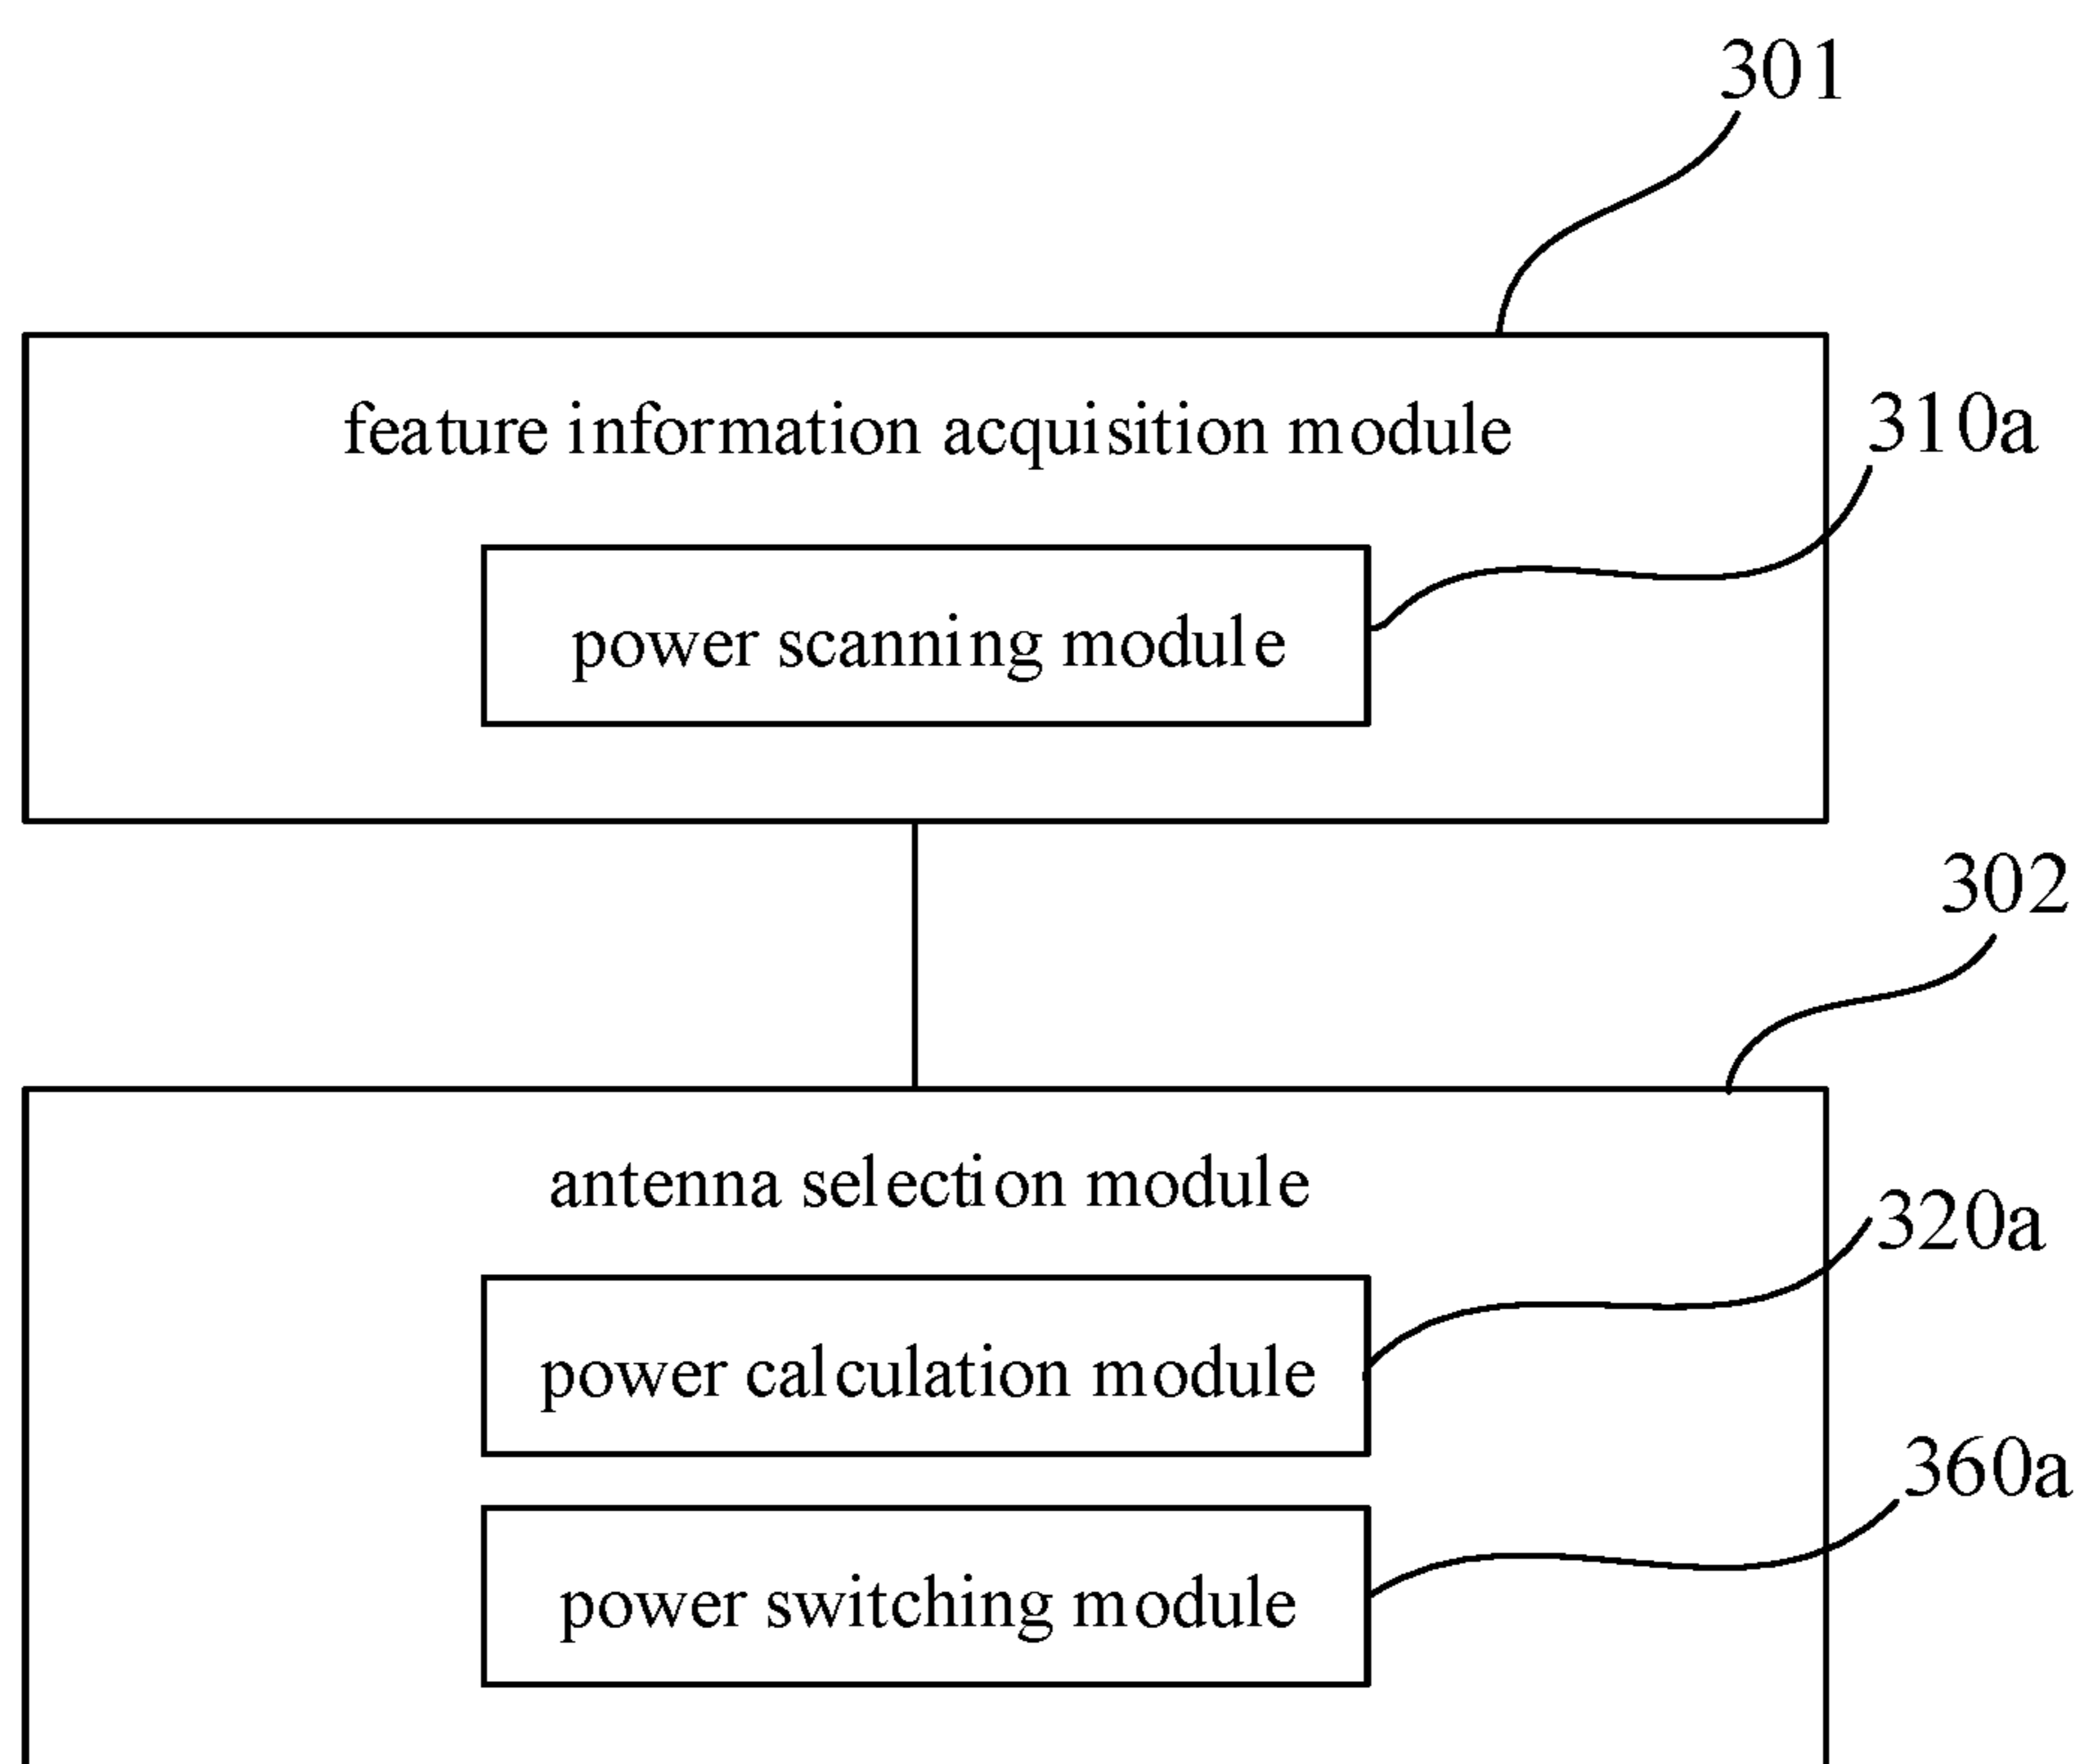 301
feature information acquisition module
310a
power scanning module
302
antenna selection module
320a
power calculation module
360a
power switching module